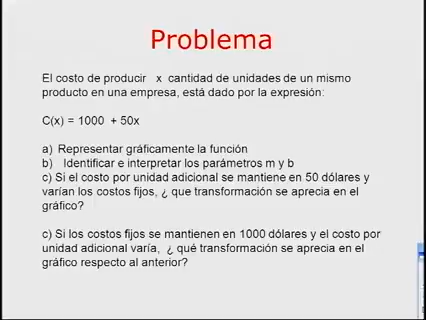 Problema
El costo de producir x cantidad de unidades de un mismo
producto en una empresa, está dado por la expresión:
C(x) = 1000 + 50x
a) Representar gráficamente la función
b) Identificar e interpretar los parámetros m y b
c) Si el costo por unidad adicional se mantiene en 50 dólares y
varían los costos fijos, ¿ que transformación se aprecia en el
gráfico?
c) Si los costos fijos se mantienen en 1000 dólares y el costo por
unidad adicional varía, ¿ qué transformación se aprecia en el
gráfico respecto al anterior?